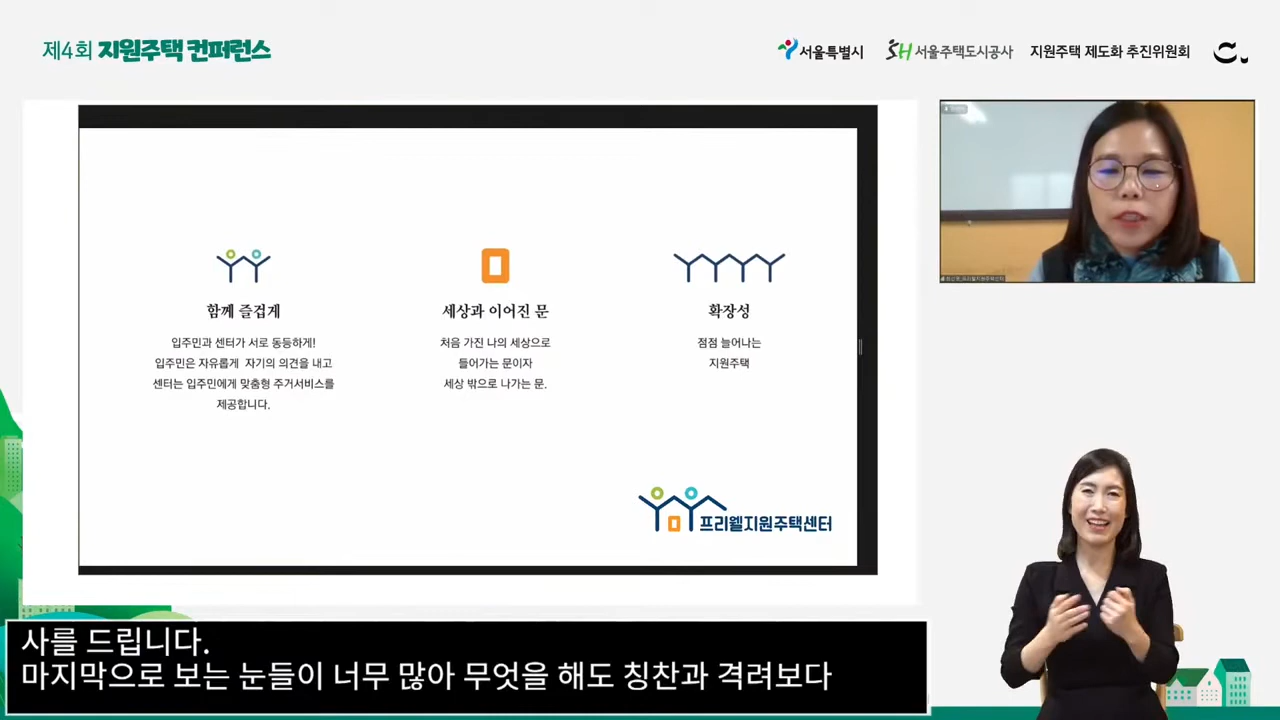 제4회 지원주택 컨퍼런스
서울특별시
SH 서울주택도시공사
지원주택 제도화 추진위원회
함께 즐겁게
입주민과 센터가 서로 동등하게!
입주민은 자유롭게 자기의 의견을 내고
센터는 입주민에게 맞춤형 주거서비스를
제공합니다.
세상과 이어진 문
처음 가진 나의 세상으로
들어가는 문이자
세상 밖으로 나가는 문.
확장성
점점 늘어나는
지원주택
프리웰지원주택센터
사를 드립니다.
마지막으로 보는 눈들이 너무 많아 무엇을 해도 칭찬과 격려보다